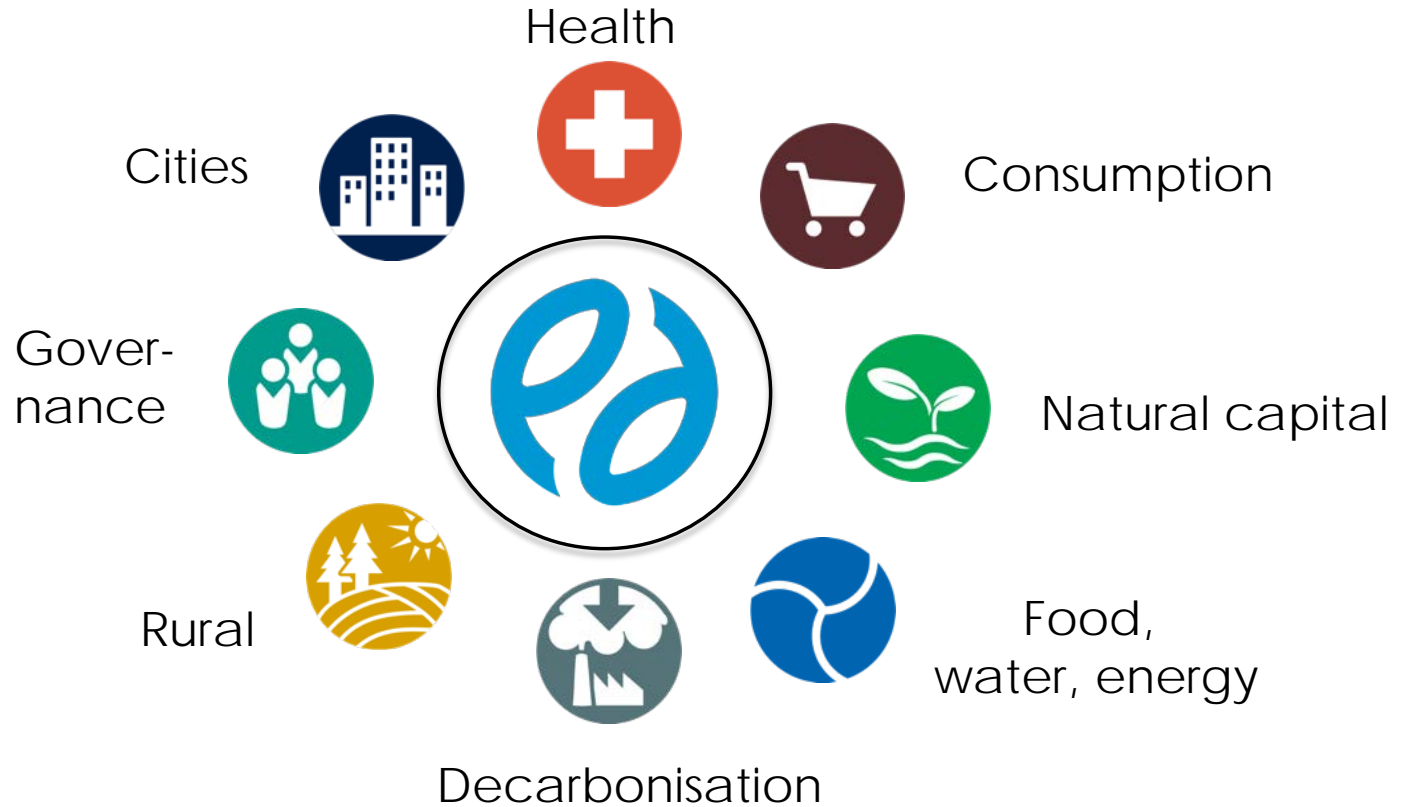 Health
Cities
Consumption
Gover-
nance
Natural capital
Rural
Food,
water, energy
Decarbonisation